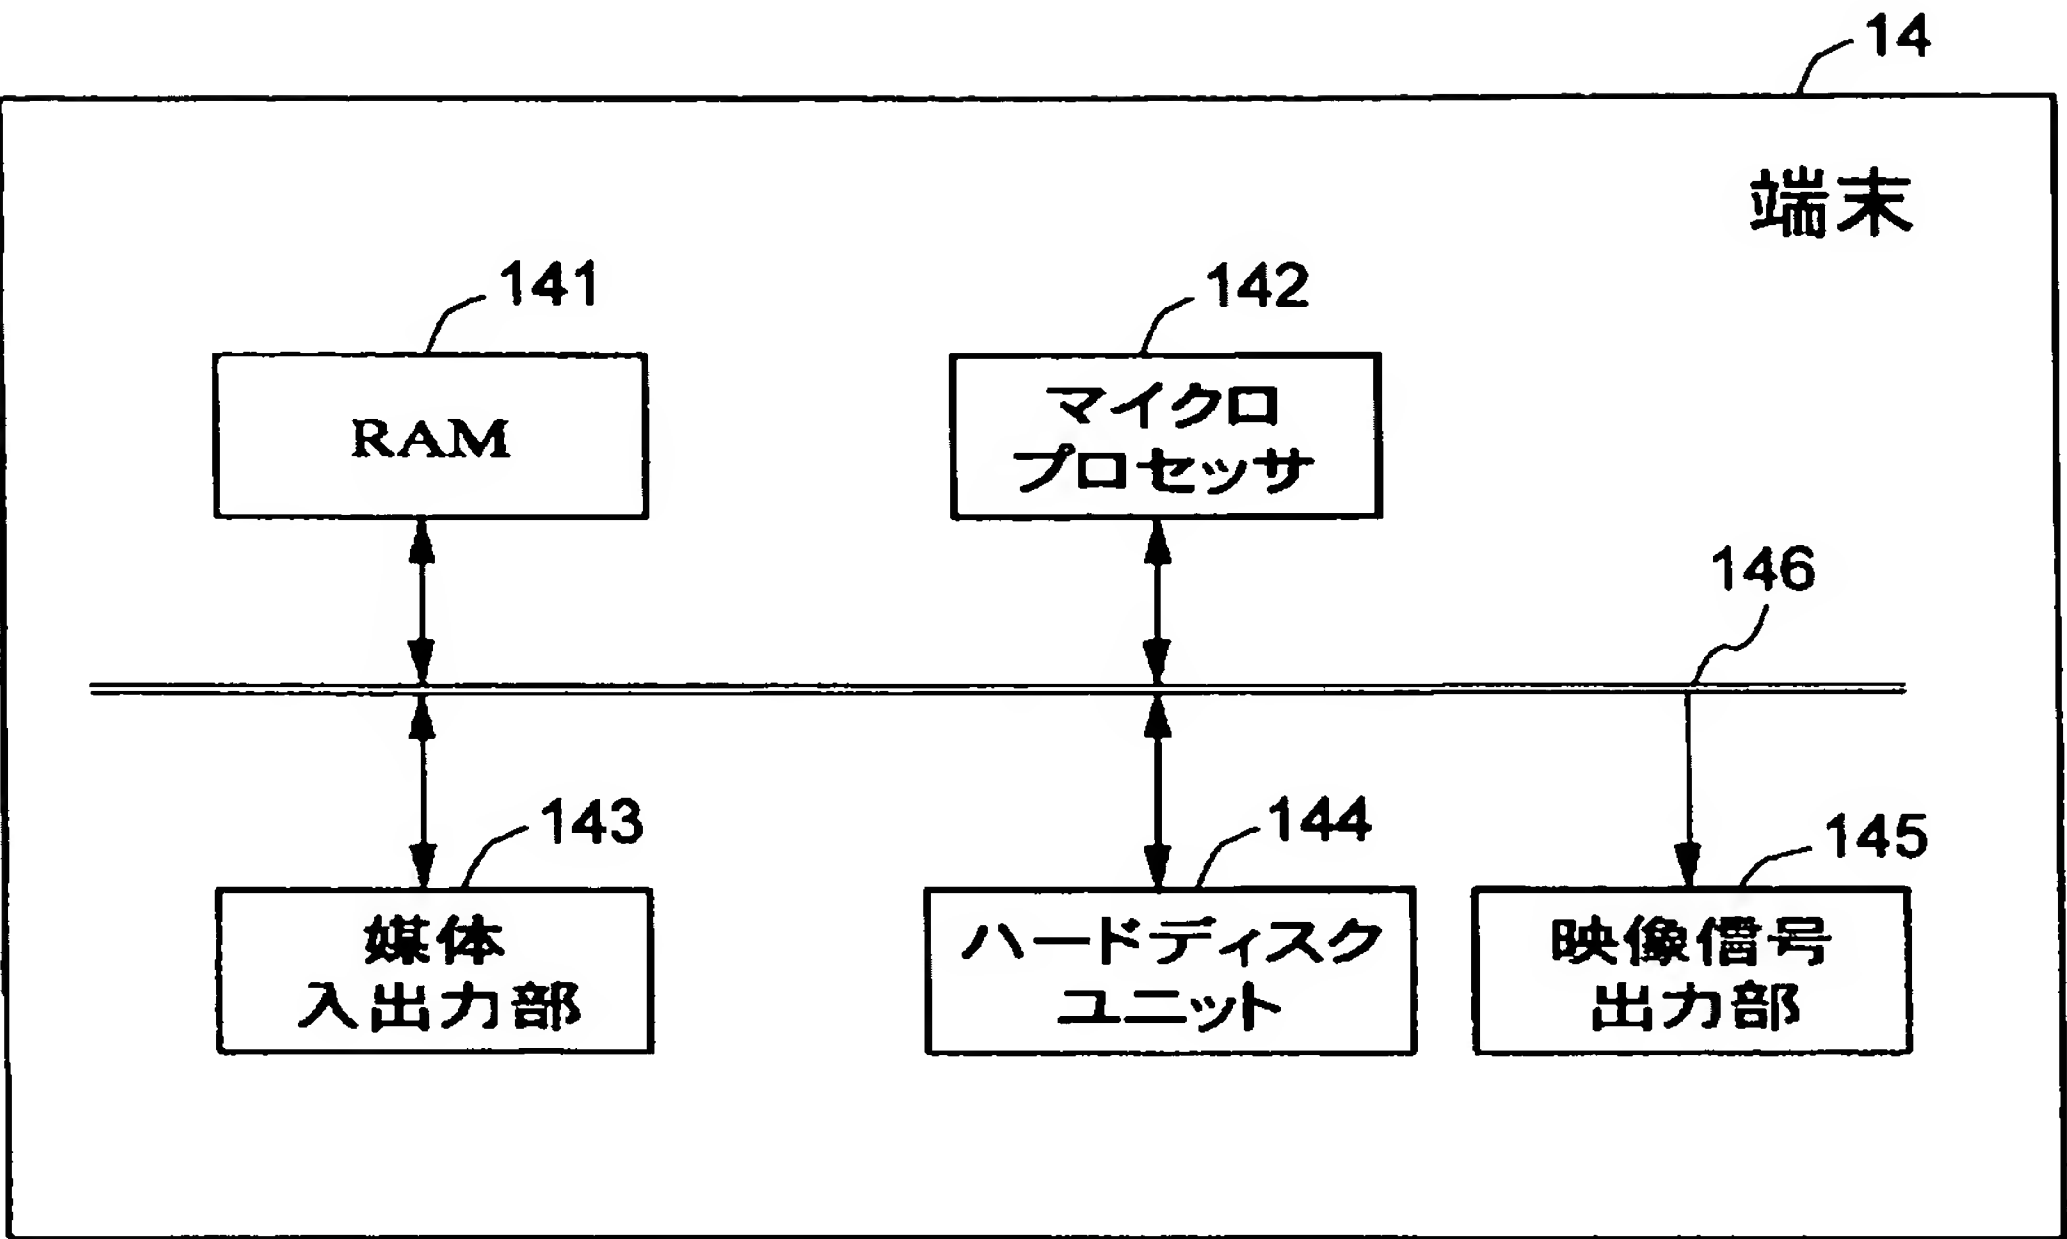 14
端末
141
RAM
142
マイクロ
プロセッサ
146
143
媒体
入出力部
144
ハードディスク
ユニット
145
映像信号
出力部